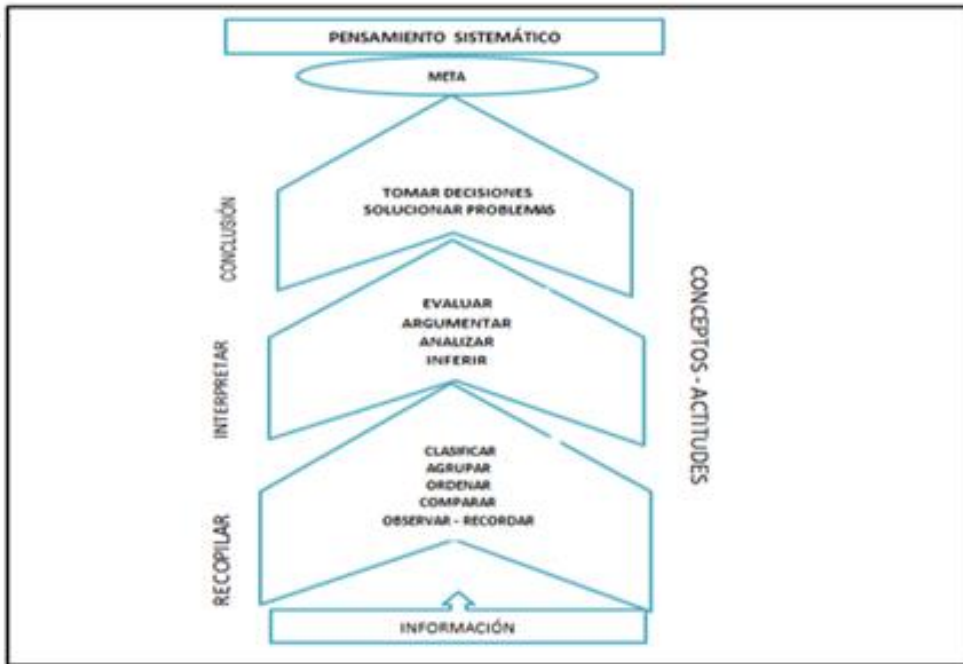 PENSAMIENTO SISTEMÁTICO
META
TOMAR DECISIONES
SOLUCIONAR PROBLEMAS
CONCLUSIÓN
EVALUAR
ARGUMENTAR
ANALIZAR
INFERIR
INTERPRETAR
CLASIFICAR
AGRUPAR
ORDENAR
COMPARAR
OBSERVAR - RECORDAR
RECOPILAR
INFORMACIÓN
CONCEPTOS - ACTITUDES